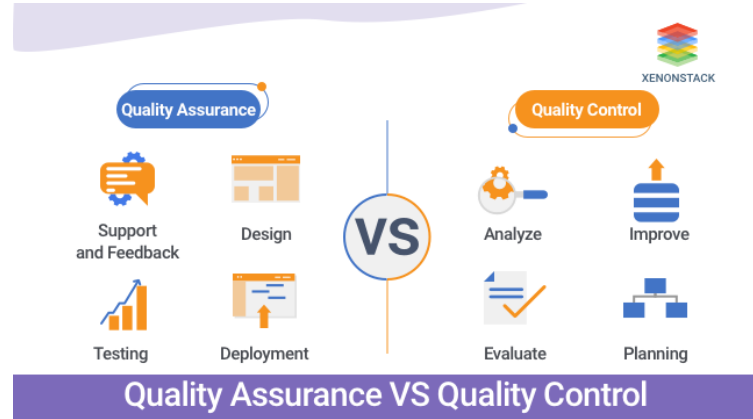 XENONSTACK
Quality Assurance
Quality Control
Support
and Feedback
Design
VS
Analyze
Improve
Testing
Deployment
Evaluate
Planning
Quality Assurance VS Quality Control